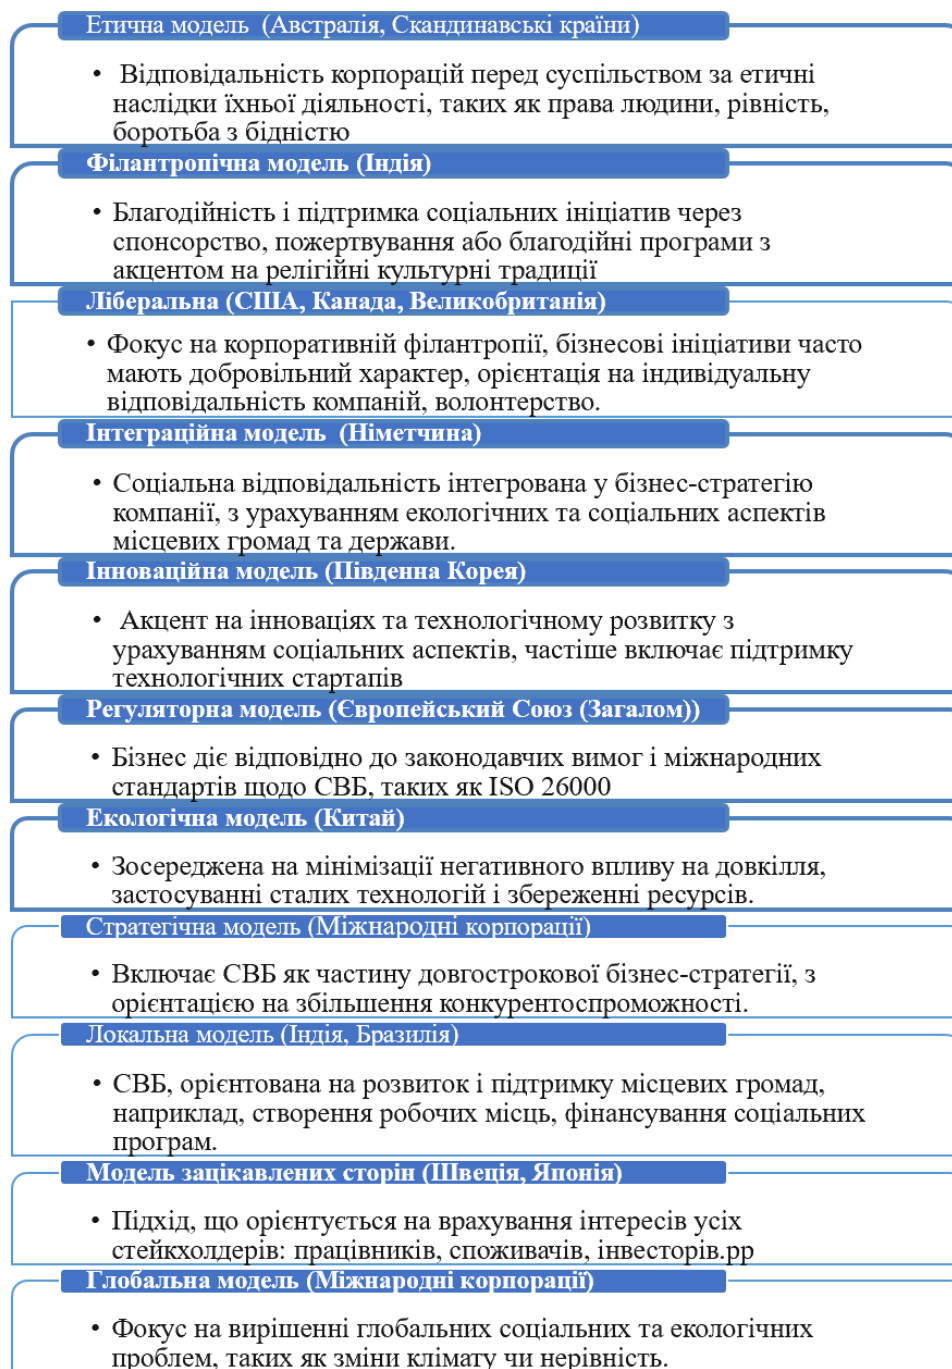 Етична модель (Австралія, Скандинавські країни)
• Відповідальність корпорацій перед суспільством за етичні
наслідки їхньої діяльності, таких як права людини, рівність,
боротьба з бідністю
Філантропічна модель (Індія)
• Благодійність і підтримка соціальних ініціатив через
спонсорство, пожертвування або благодійні програми з
акцентом на релігійні культурні традиції
Ліберальна (США, Канада, Великобританія)
• Фокус на корпоративній філантропії, бізнесові ініціативи часто
мають добровільний характер, орієнтація на індивідуальну
відповідальність компаній, волонтерство.
Інтеграційна модель (Німетчина)
• Соціальна відповідальність інтегрована у бізнес-стратегію
компанії, з урахуванням екологічних та соціальних аспектів
місцевих громад та держави.
Інноваційна модель (Південна Корея)
• Акцент на інноваціях та технологічному розвитку з
урахуванням соціальних аспектів, частіше включає підтримку
технологічних стартапів
Регуляторна модель (Європейський Союз (Загалом))
• Бізнес діє відповідно до законодавчих вимог і міжнародних
стандартів щодо СВБ, таких як ISO 26000
Екологічна модель (Китай)
• Зосереджена на мінімізації негативного впливу на довкілля,
застосуванні сталих технологій і збереженні ресурсів.
Стратегічна модель (Міжнародні корпорації)
• Включає СВБ як частину довгострокової бізнес-стратегії, з
орієнтацією на збільшення конкурентоспроможності.
Локальна модель (Індія, Бразилія)
• СВБ, орієнтована на розвиток і підтримку місцевих громад,
наприклад, створення робочих місць, фінансування соціальних
програм.
Модель зацікавлених сторін (Швеція, Японія)
• Підхід, що орієнтується на врахування інтересів усіх
стейкхолдерів: працівників, споживачів, інвесторів.рр
Глобальна модель (Міжнародні корпорації)
• Фокус на вирішенні глобальних соціальних та екологічних
проблем, таких як зміни клімату чи нерівність.